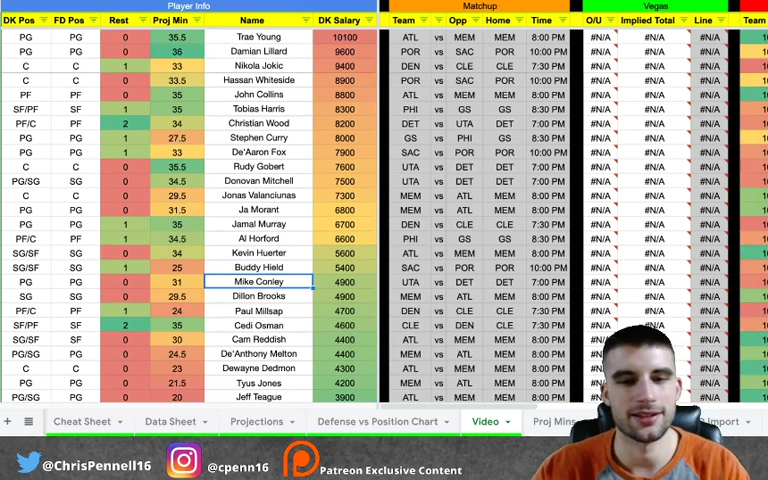 Player Info Matchup Vegas
DK Pos FD Pos Rest Proj Min Name DK Salary Team Opp Home Time O/U Implied Total Line Team
PG PG 0 35.5 Trae Young 10100 ATL vs MEM MEM 8:00 PM #N/A #N/A #N/A
PG PG 0 36 Damian Lillard 9600 POR vs SAC POR 10:00 PM #N/A #N/A #N/A
C C 1 33 Nikola Jokic 9400 DEN vs CLE CLE 7:30 PM #N/A #N/A #N/A
C C 0 33.5 Hassan Whiteside 8900 POR vs SAC POR 10:00 PM #N/A #N/A #N/A
PF PF 0 35 John Collins 8800 ATL vs MEM MEM 8:00 PM #N/A #N/A #N/A
SF/PF SF 1 35 Tobias Harris 8300 PHI vs GS GS 8:30 PM #N/A #N/A #N/A
PF/C PF 2 34 Christian Wood 8200 DET vs UTA DET 7:00 PM #N/A #N/A #N/A
PG PG 1 27.5 Stephen Curry 8000 GS vs PHI GS 8:30 PM #N/A #N/A #N/A
PG PG 1 33 De'Aaron Fox 7900 SAC vs POR POR 10:00 PM #N/A #N/A #N/A
C C 0 35.5 Rudy Gobert 7600 UTA vs DET DET 7:00 PM #N/A #N/A #N/A
PG/SG SG 0 34.5 Donovan Mitchell 7500 UTA vs DET DET 7:00 PM #N/A #N/A #N/A
C C 0 29.5 Jonas Valanciunas 7300 MEM vs ATL MEM 8:00 PM #N/A #N/A #N/A
PG PG 0 31.5 Ja Morant 6800 MEM vs ATL MEM 8:00 PM #N/A #N/A #N/A
PG PG 1 35 Jamal Murray 6700 DEN vs CLE CLE 7:30 PM #N/A #N/A #N/A
PF/C PF 1 34.5 Al Horford 6600 PHI vs GS GS 8:30 PM #N/A #N/A #N/A
SG/SF SF 0 34 Kevin Huerter 5600 ATL vs MEM MEM 8:00 PM #N/A #N/A #N/A
SG/SF SG 1 25 Buddy Hield 5400 SAC vs POR POR 10:00 PM #N/A #N/A #N/A
PG PG 0 31 Mike Conley 4900 UTA vs DET DET 7:00 PM #N/A #N/A #N/A
SG SG 0 29.5 Dillon Brooks 4900 MEM vs ATL MEM 8:00 PM #N/A #N/A #N/A
PF/C PF 1 24 Paul Millsap 4700 DEN vs CLE CLE 7:30 PM #N/A #N/A #N/A
SF/PF SF 2 35 Cedi Osman 4600 CLE vs DEN CLE 7:30 PM #N/A #N/A #N/A
SG/SF SF 0 30 Cam Reddish 4400 ATL vs MEM MEM 8:00 PM #N/A #N/A
PG/SG SG 0 24.5 De'Anthony Melton 4400 MEM vs ATL MEM 8:00 PM #N/A #N/A
C C 0 23 Dewayne Dedmon 4300 ATL vs MEM MEM 8:00 PM #N/A #N/A
PG PG 0 21.5 Tyus Jones 4200 MEM vs ATL MEM 8:00 PM #N/A #N/A
PG/SG PG 0 20 Jeff Teague 3900 ATL vs MEM MEM 8:00 PM #N/A #N/A
Cheat Sheet Data Sheet Projections Defense vs Position Chart Video Proj Mins Import
@ChrisPennell16 @cpenn16 Patreon Exclusive Content